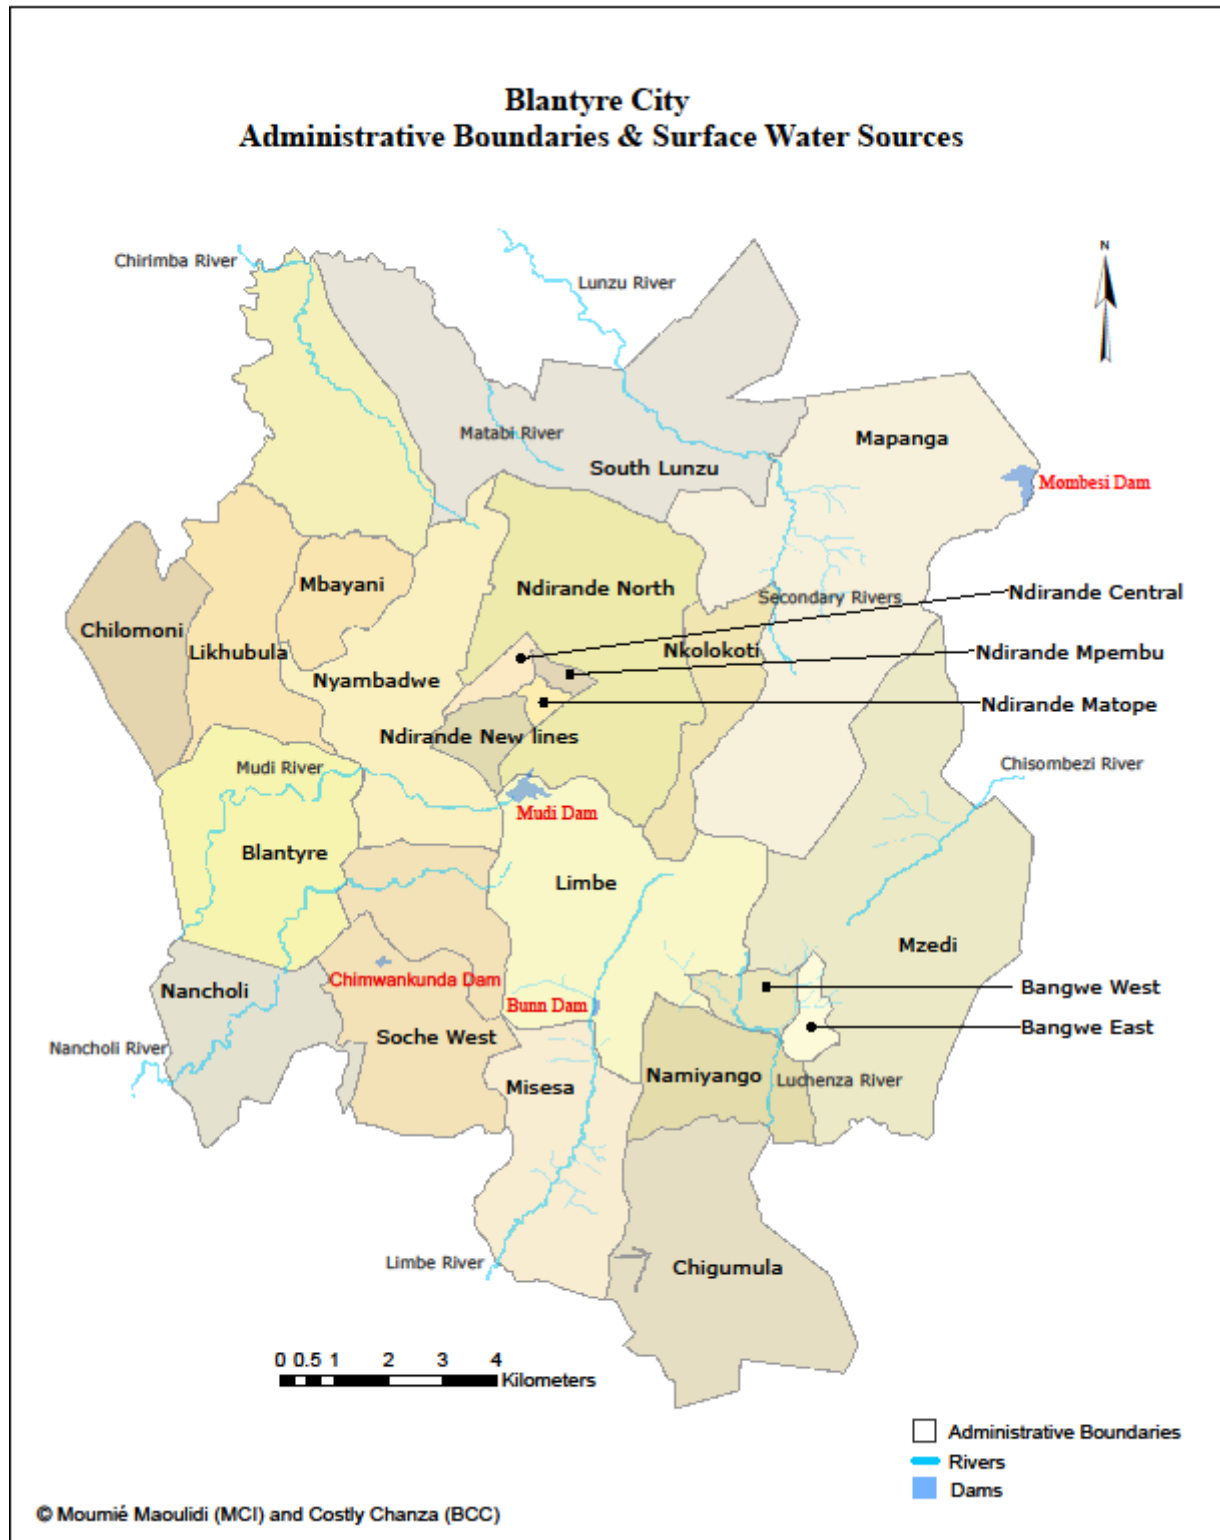 Blantyre City
Administrative Boundaries & Surface Water Sources
N
Chirimba River
Lunzu River
Matabi River
South Lunzu
Mapanga
Mombesi Dam
Mbayani
Ndirande North
Secondary Rivers
Ndirande Central
Chilomoni
Likhubula
Nyambadwe
Nkolokoti
Ndirande Mpembu
Ndirande Matope
Ndirande New lines
Mudi River
Chisombezi River
Mudi Dam
Blantyre
Limbe
Mzedi
Chimwankunda Dam
Nancholi
Bunn Dam
Bangwe West
Bangwe East
Soche West
Nancholi River
Misesa
Namiyango
Luchenza River
Limbe River
Chigumula
0 0.5 1 2 3 4
Kilometers
Administrative Boundaries
Rivers
Dams
© Moumié Maoulidi (MCI) and Costly Chanza (BCC)